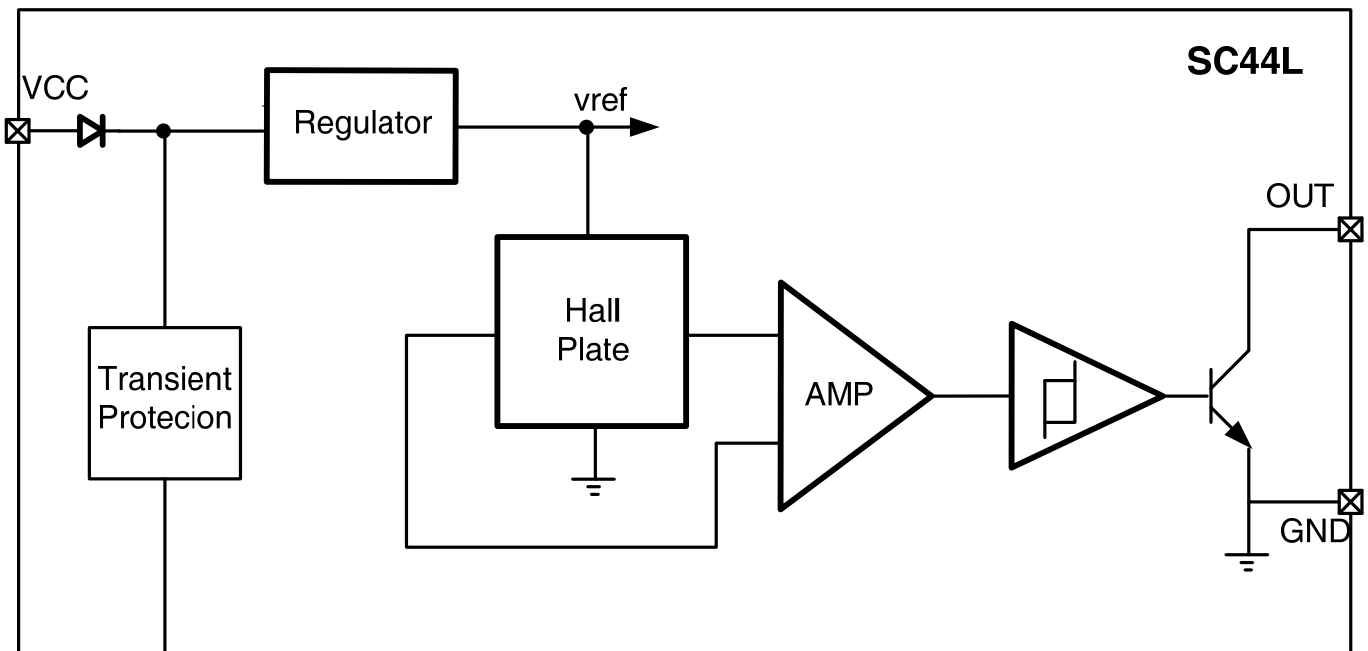 SC44L
VCC
Regulator
vref
OUT
Hall
Plate
Transient
Protecion
AMP
GND